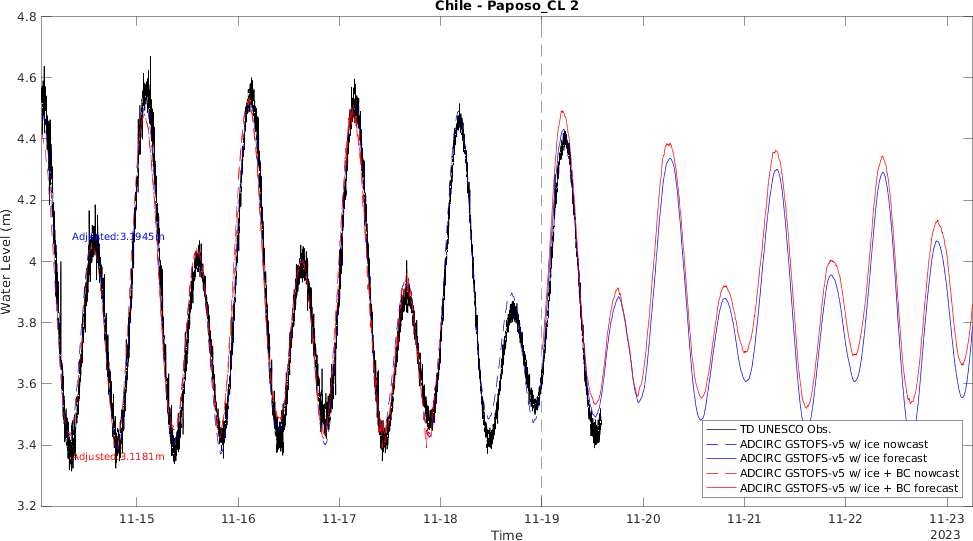 Chile - Paposo_CL 2
Water Level (m)
4.8
4.6
4.4
4.2
4
3.8
3.6
3.4
3.2
Adjusted:3.1945m
Adjusted:3.1181m
TD UNESCO Obs.
ADCIRC GSTOFS-v5 w/ ice nowcast
ADCIRC GSTOFS-v5 w/ ice forecast
ADCIRC GSTOFS-v5 w/ ice + BC nowcast
ADCIRC GSTOFS-v5 w/ ice + BC forecast
11-15 11-16 11-17 11-18 11-19 11-20 11-21 11-22 11-23
2023
Time